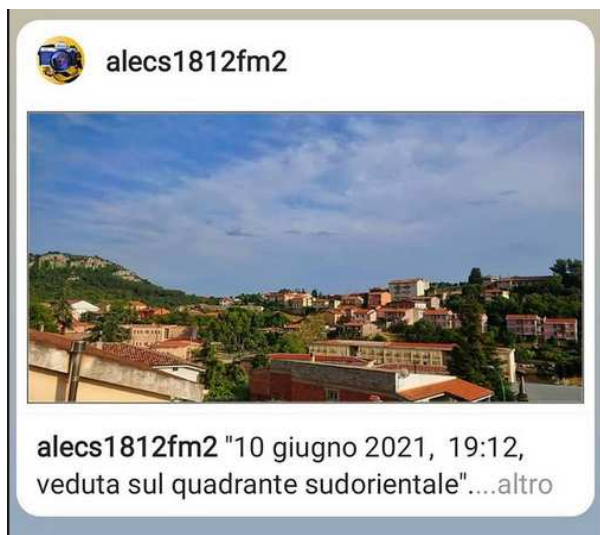 alecs1812fm2
alecs1812fm2 "10 giugno 2021, 19:12,
veduta sul quadrante sudorientale"....altro